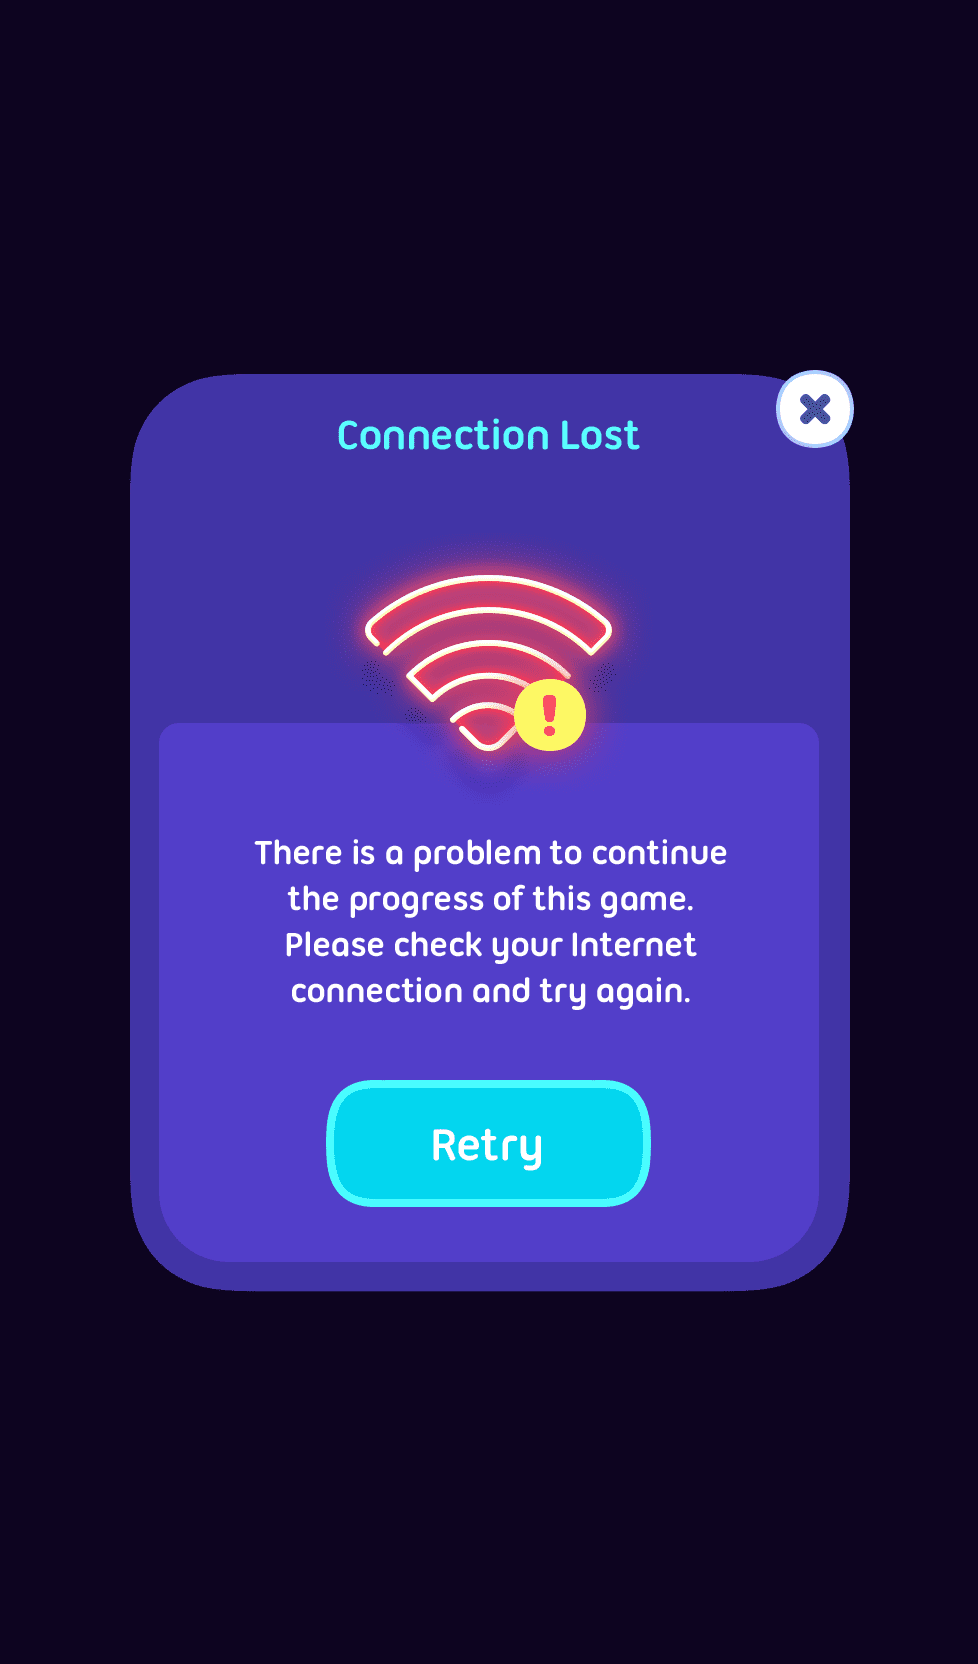 Connection Lost
!
There is a problem to continue
the progress of this game.
Please check your Internet
connection and try again.
Retry